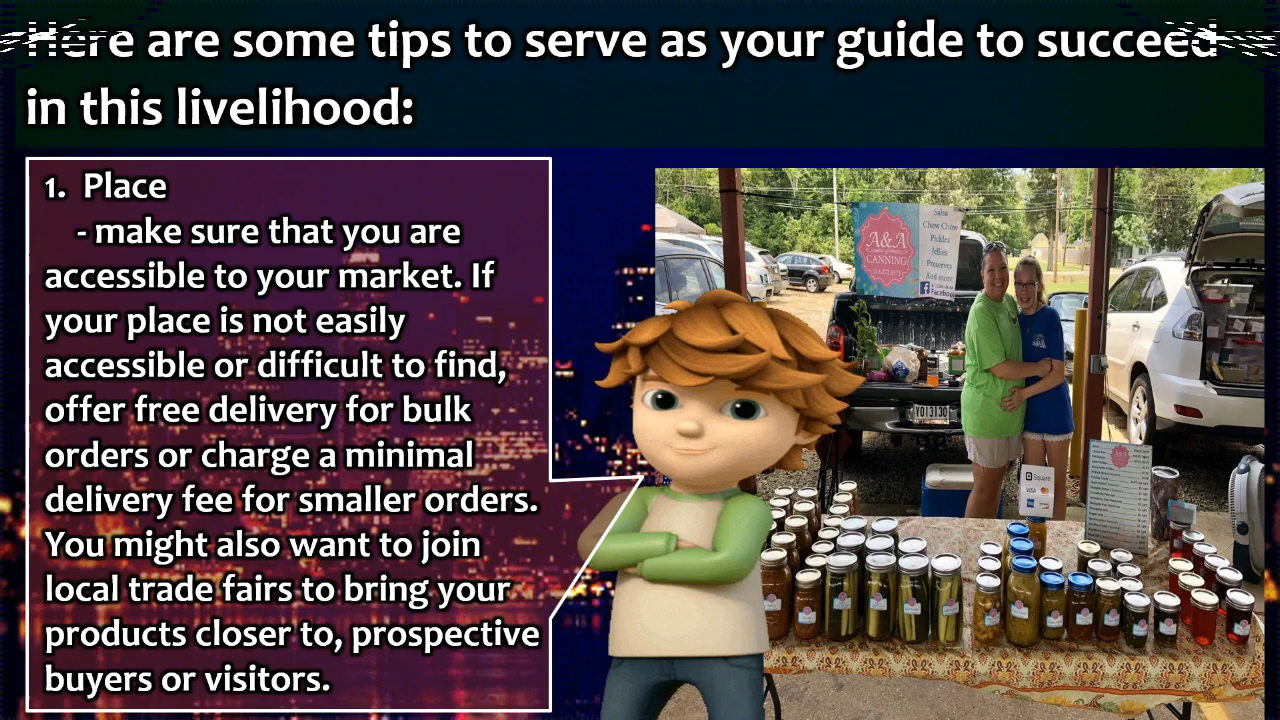 Here are some tips to serve as your guide to succeed
in this livelihood:
1. Place
- make sure that you are
accessible to your market. If
your place is not easily
accessible or difficult to find,
offer free delivery for bulk
orders or charge a minimal
delivery fee for smaller orders.
You might also want to join
local trade fairs to bring your
products closer to, prospective
buyers or visitors.
A&A
CANNING
Salsa
Chow Chow
Pickles
Jellies
Preserves
And more
Facebook
V013130
Square
VISA